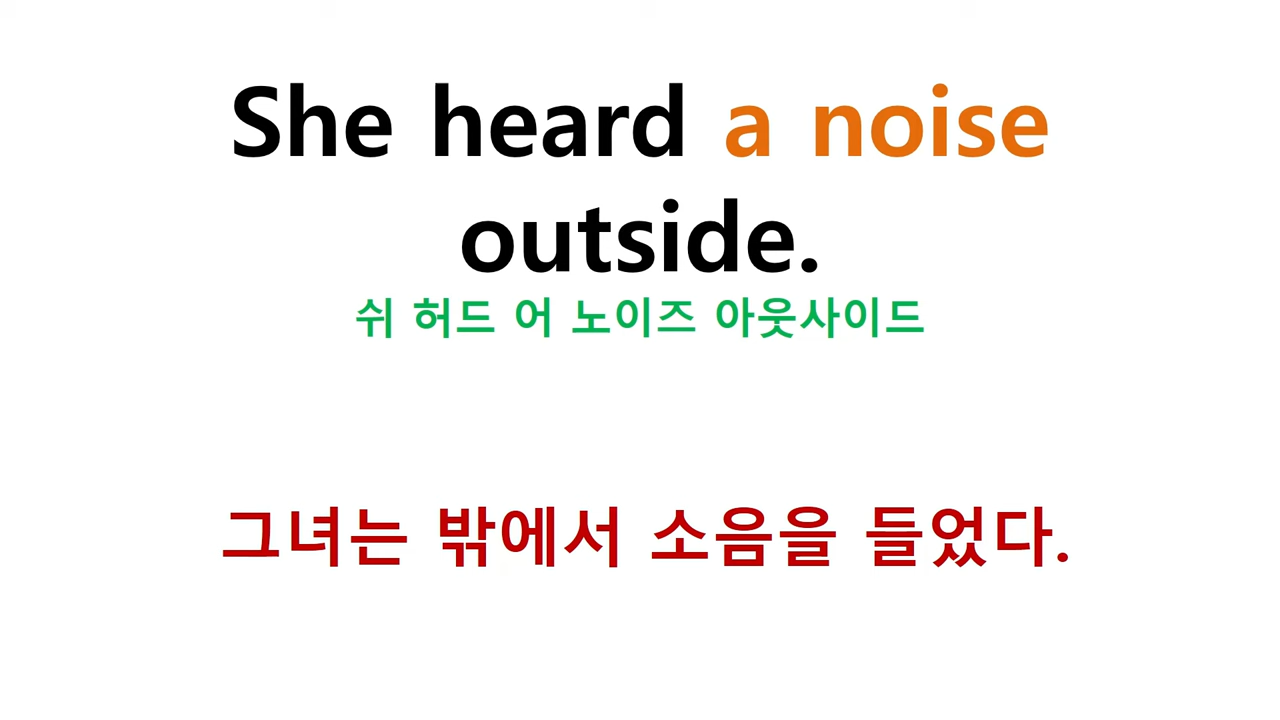 She heard a noise
outside.
쉬 허드 어 노이즈 아웃사이드
그녀는 밖에서 소음을 들었다.